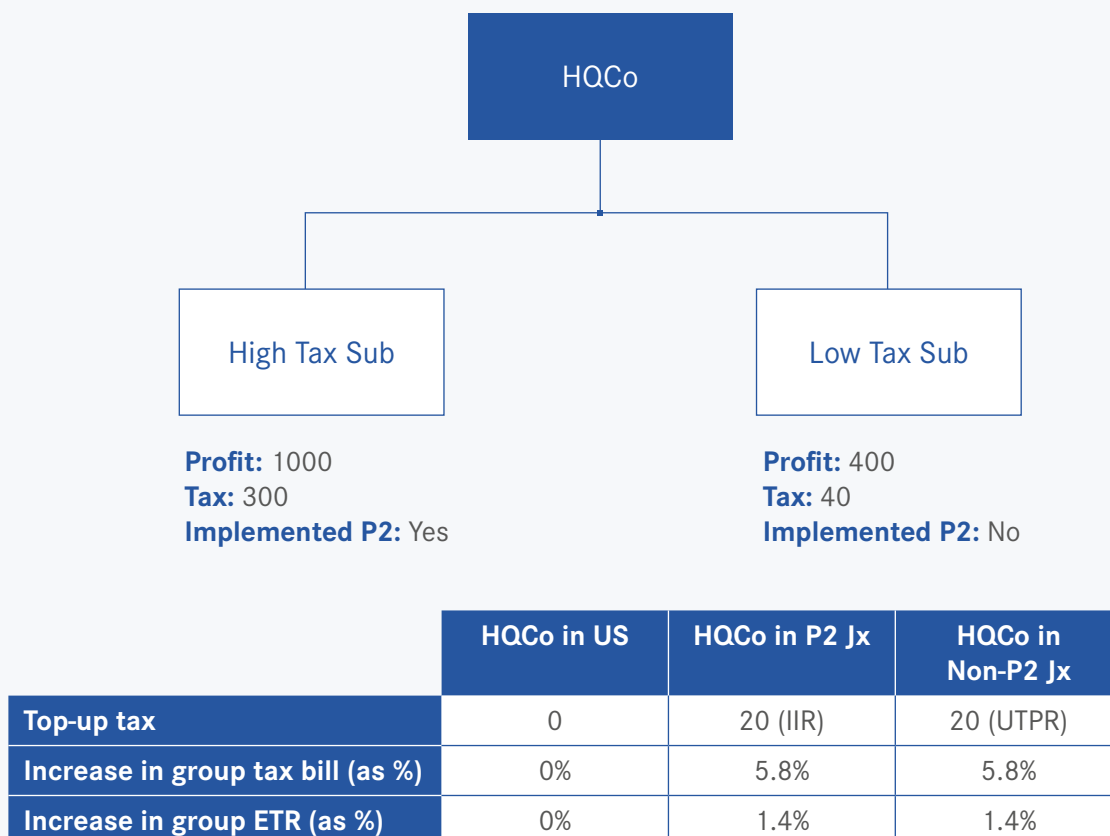 HQCo
High Tax Sub
Low Tax Sub
Profit: 1000
Tax: 300
Implemented P2: Yes
Profit: 400
Tax: 40
Implemented P2: No
HQCo in US
HQCo in P2 Jx
HQCo in
Non-P2 Jx
Top-up tax
0
20 (IIR)
20 (UTPR)
Increase in group tax bill (as %)
0%
5.8%
5.8%
Increase in group ETR (as %)
0%
1.4%
1.4%